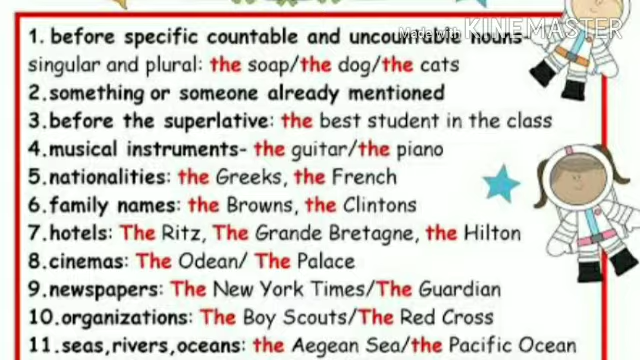 Made with KINEMASTER
1. before specific countable and uncountable nouns-
singular and plural: the soap/the dog/the cats
2.something or someone already mentioned
3.before the superlative: the best student in the class
4.musical instruments- the guitar/the piano
5.nationalities: the Greeks, the French
6.family names: the Browns, the Clintons
7.hotels: The Ritz, The Grande Bretagne, the Hilton
8.cinemas: The Odean/ The Palace
9.newspapers: The New York Times/The Guardian
10.organizations: The Boy Scouts/The Red Cross
11.seas,rivers,oceans: the Aegean Sea/the Pacific Ocean